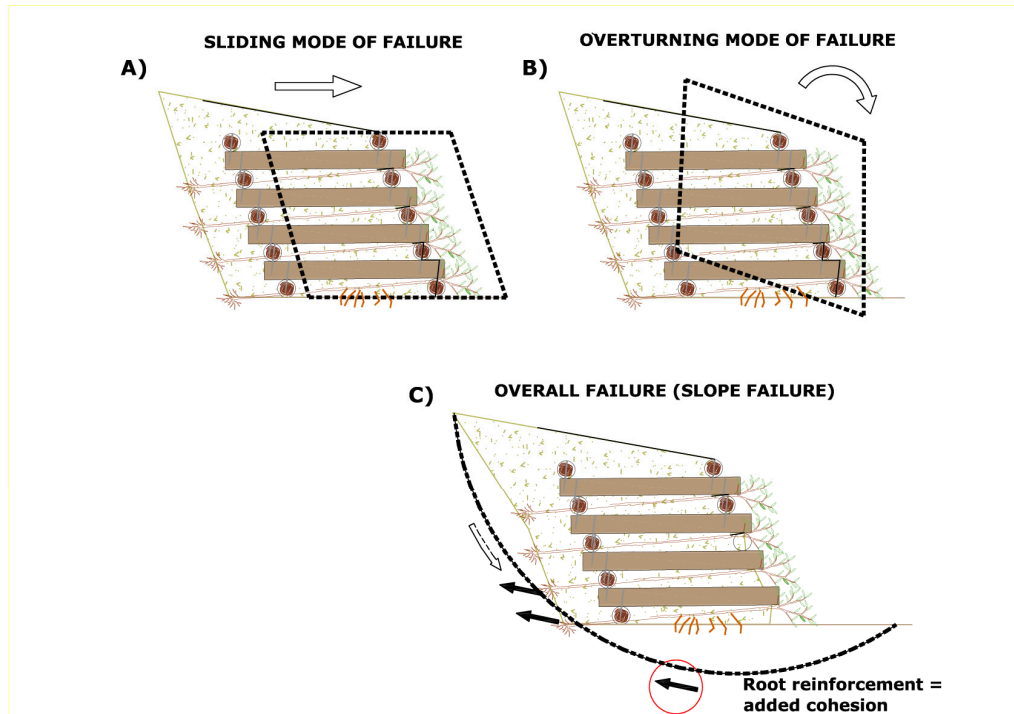 SLIDING MODE OF FAILURE
A)
OVERTURNING MODE OF FAILURE
B)
OVERALL FAILURE (SLOPE FAILURE)
C)
Root reinforcement =
added cohesion